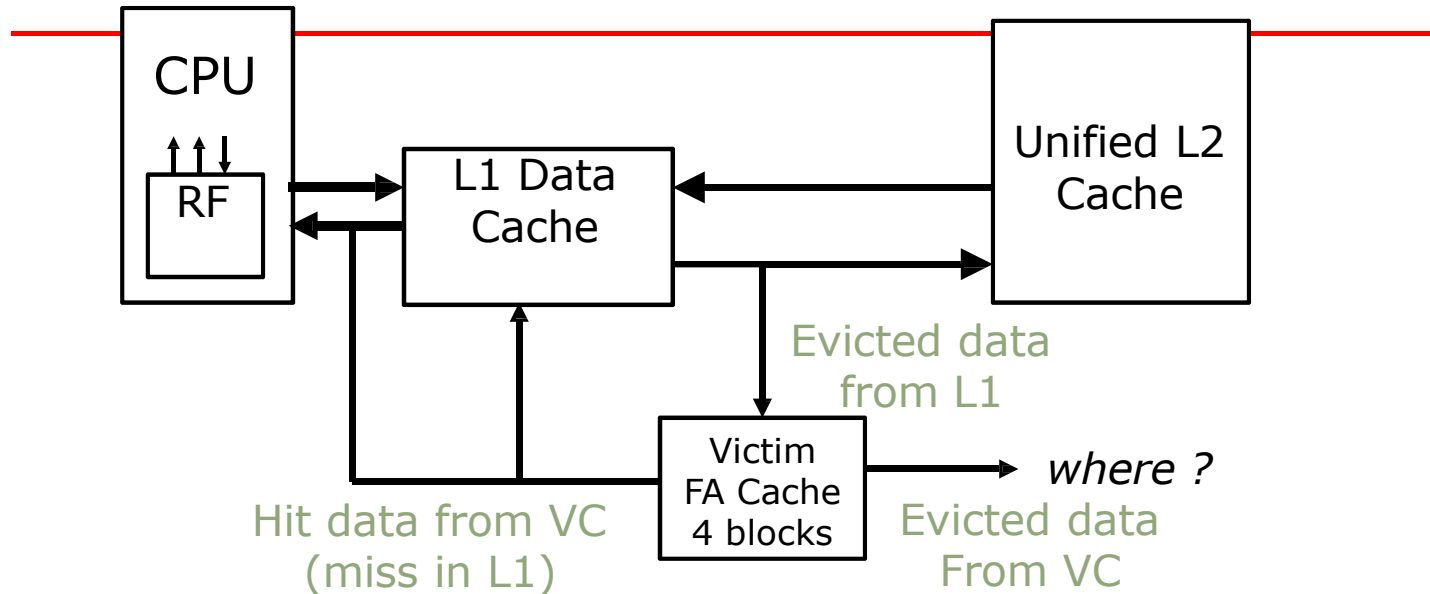 CPU
RF
L1 Data
Cache
Unified L2
Cache
Evicted data
from L1
Victim
FA Cache
4 blocks
where ?
Hit data from VC
(miss in L1)
Evicted data
From VC